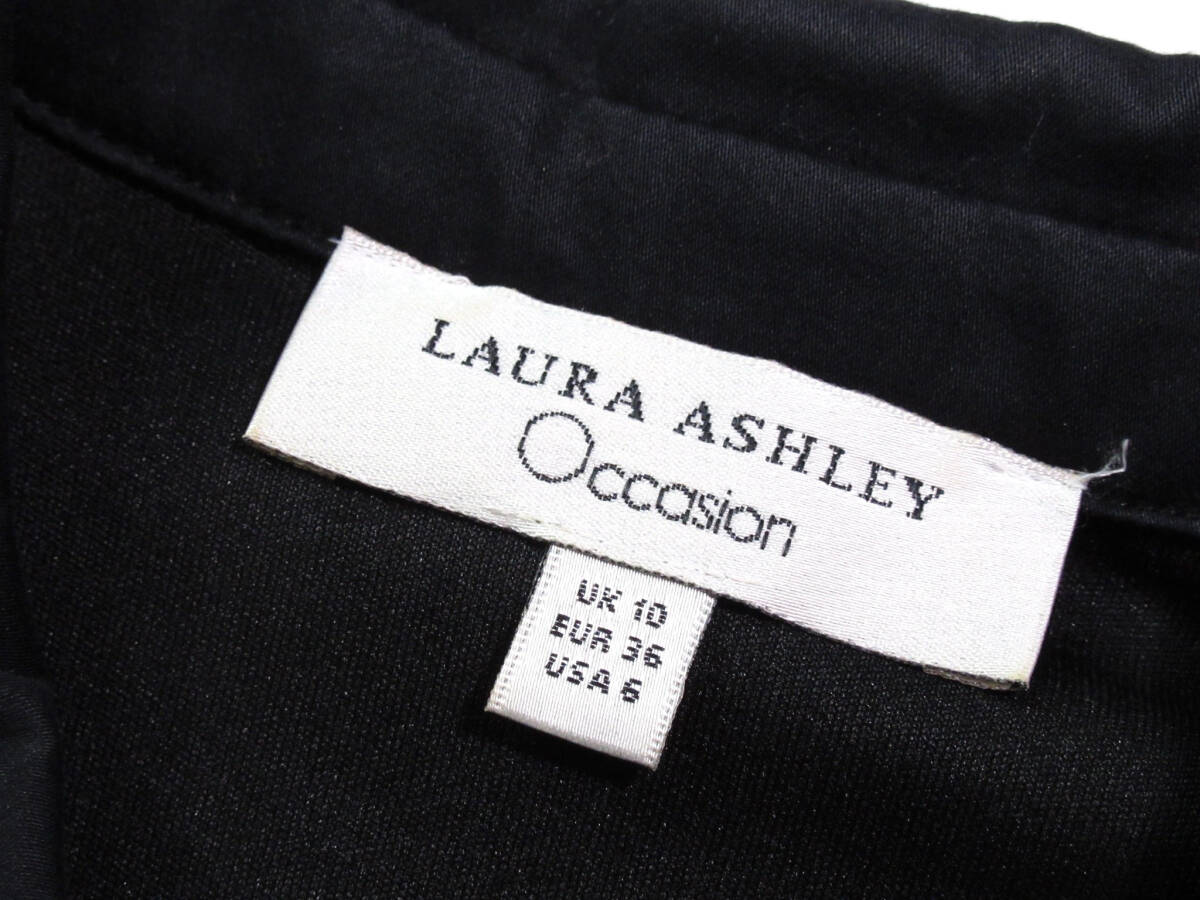 LAURA ASHLEY
Occasion
UK 10
EUR 36
USA 6